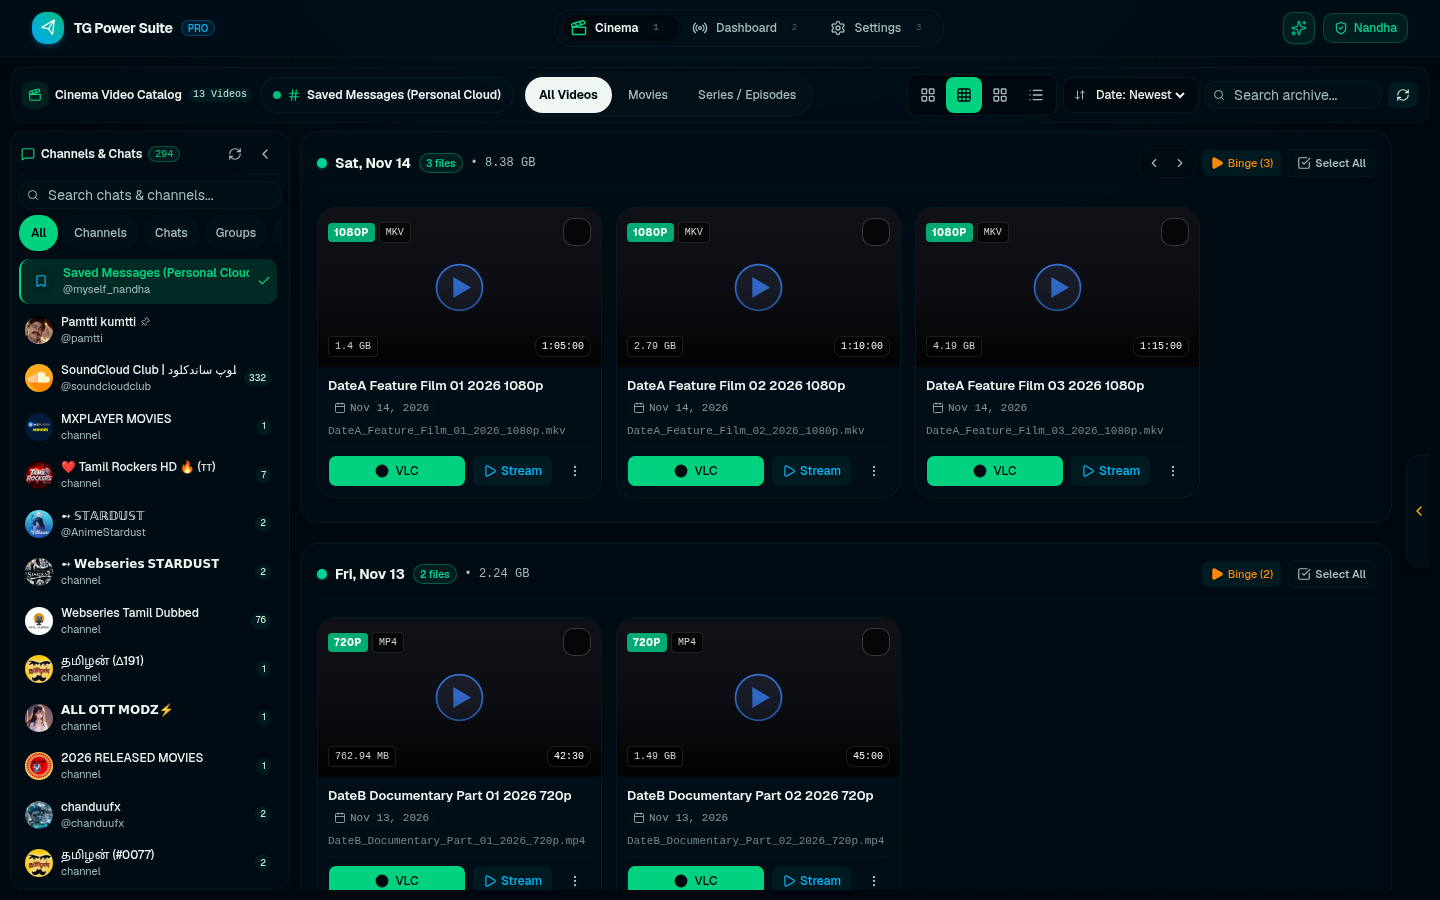 TG Power Suite PRO
Cinema 1 Dashboard 2 Settings 3
Nandha
Cinema Video Catalog 13 Videos
# Saved Messages (Personal Cloud)
All Videos Movies Series / Episodes
Date: Newest
Search archive...
Channels & Chats 294
Search chats & channels...
All Channels Chats Groups
Saved Messages (Personal Cloud
@myself_nandha
Pamtti kumtti
@pamtti
SoundCloud Club | لوپ ساندکلود 332
@soundcloudclub
MXPLAYER MOVIES 1
channel
❤️ Tamil Rockers HD 🔥 (тт) 7
channel
➻ 𝕊𝕋𝔸ℝ𝔻𝕌𝕊𝕋 2
@AnimeStardust
➻ 𝗪𝗲𝗯𝘀𝗲𝗿𝗶𝗲𝘀 𝗦𝗧𝗔𝗥𝗗𝗨𝗦𝗧 2
channel
Webseries Tamil Dubbed 76
channel
தமிழன் (Δ191) 1
channel
𝗔𝗟𝗟 𝗢𝗧𝗧 𝗠𝗢𝗗𝗭⚡ 1
channel
2026 RELEASED MOVIES 1
channel
chanduufx 2
@chanduufx
தமிழன் (#0077) 2
channel
Sat, Nov 14 3 files • 8.38 GB
Binge (3) Select All
1080P MKV 1080P MKV 1080P MKV
1.4 GB 1:05:00 2.79 GB 1:10:00 4.19 GB 1:15:00
DateA Feature Film 01 2026 1080p DateA Feature Film 02 2026 1080p DateA Feature Film 03 2026 1080p
Nov 14, 2026 Nov 14, 2026 Nov 14, 2026
DateA_Feature_Film_01_2026_1080p.mkv DateA_Feature_Film_02_2026_1080p.mkv DateA_Feature_Film_03_2026_1080p.mkv
VLC Stream VLC Stream VLC Stream
Fri, Nov 13 2 files • 2.24 GB
Binge (2) Select All
720P MP4 720P MP4
762.94 MB 42:30 1.49 GB 45:00
DateB Documentary Part 01 2026 720p DateB Documentary Part 02 2026 720p
Nov 13, 2026 Nov 13, 2026
DateB_Documentary_Part_01_2026_720p.mp4 DateB_Documentary_Part_02_2026_720p.mp4
VLC Stream VLC Stream